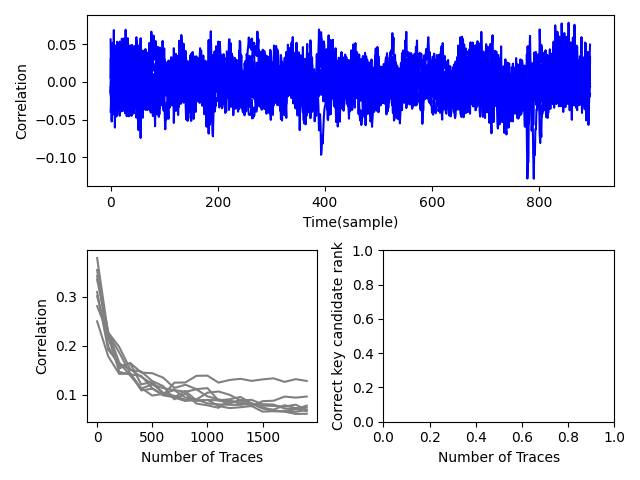 0.05
0.00
−0.05
−0.10
Correlation
0 200 400 600 800
Time(sample)
0.3
0.2
0.1
Correlation
0 500 1000 1500
Number of Traces
1.0
0.8
0.6
0.4
0.2
0.0
Correct key candidate rank
0.0 0.2 0.4 0.6 0.8 1.0
Number of Traces